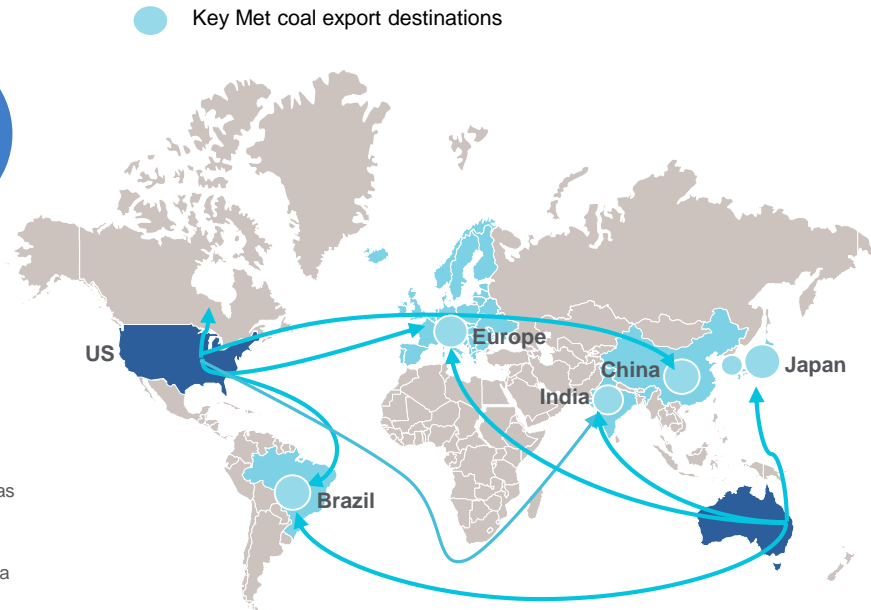 Key Met coal export destinations
US
Europe
China
Japan
India
Brazil
as
a